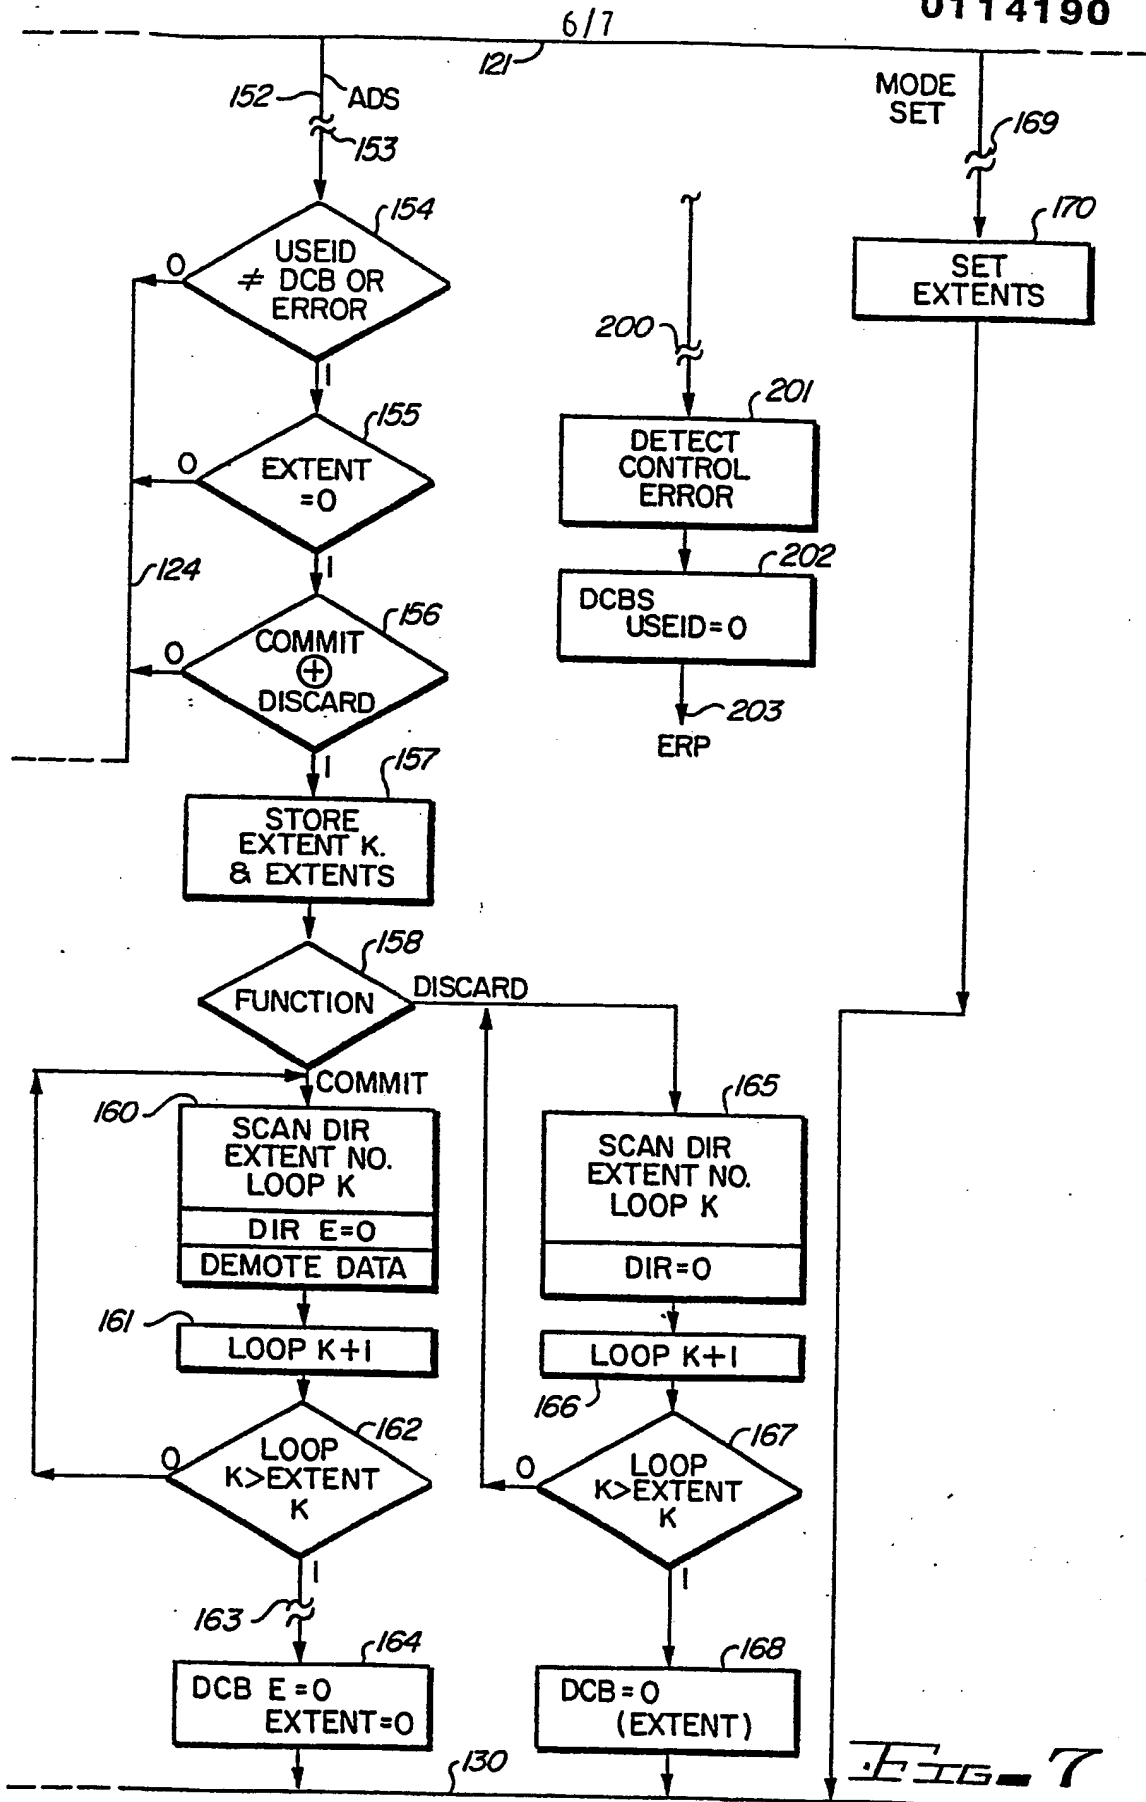 6/7
0114190
121
152
ADS
153
MODE
SET
169
154
USEID
≠ DCB OR
ERROR
0
1
170
SET
EXTENTS
200
155
EXTENT
=0
0
1
201
DETECT
CONTROL
ERROR
124
202
DCBS
USEID=0
156
COMMIT
⊕
DISCARD
0
1
203
ERP
157
STORE
EXTENT K.
& EXTENTS
158
FUNCTION
DISCARD
COMMIT
160
SCAN DIR
EXTENT NO.
LOOP K
DIR E=0
DEMOTE DATA
165
SCAN DIR
EXTENT NO.
LOOP K
DIR=0
161
LOOP K+1
LOOP K+1
166
162
LOOP
K>EXTENT
K
0
1
167
LOOP
K>EXTENT
K
0
1
163
164
DCB E=0
EXTENT=0
168
DCB=0
(EXTENT)
130
FIG_7